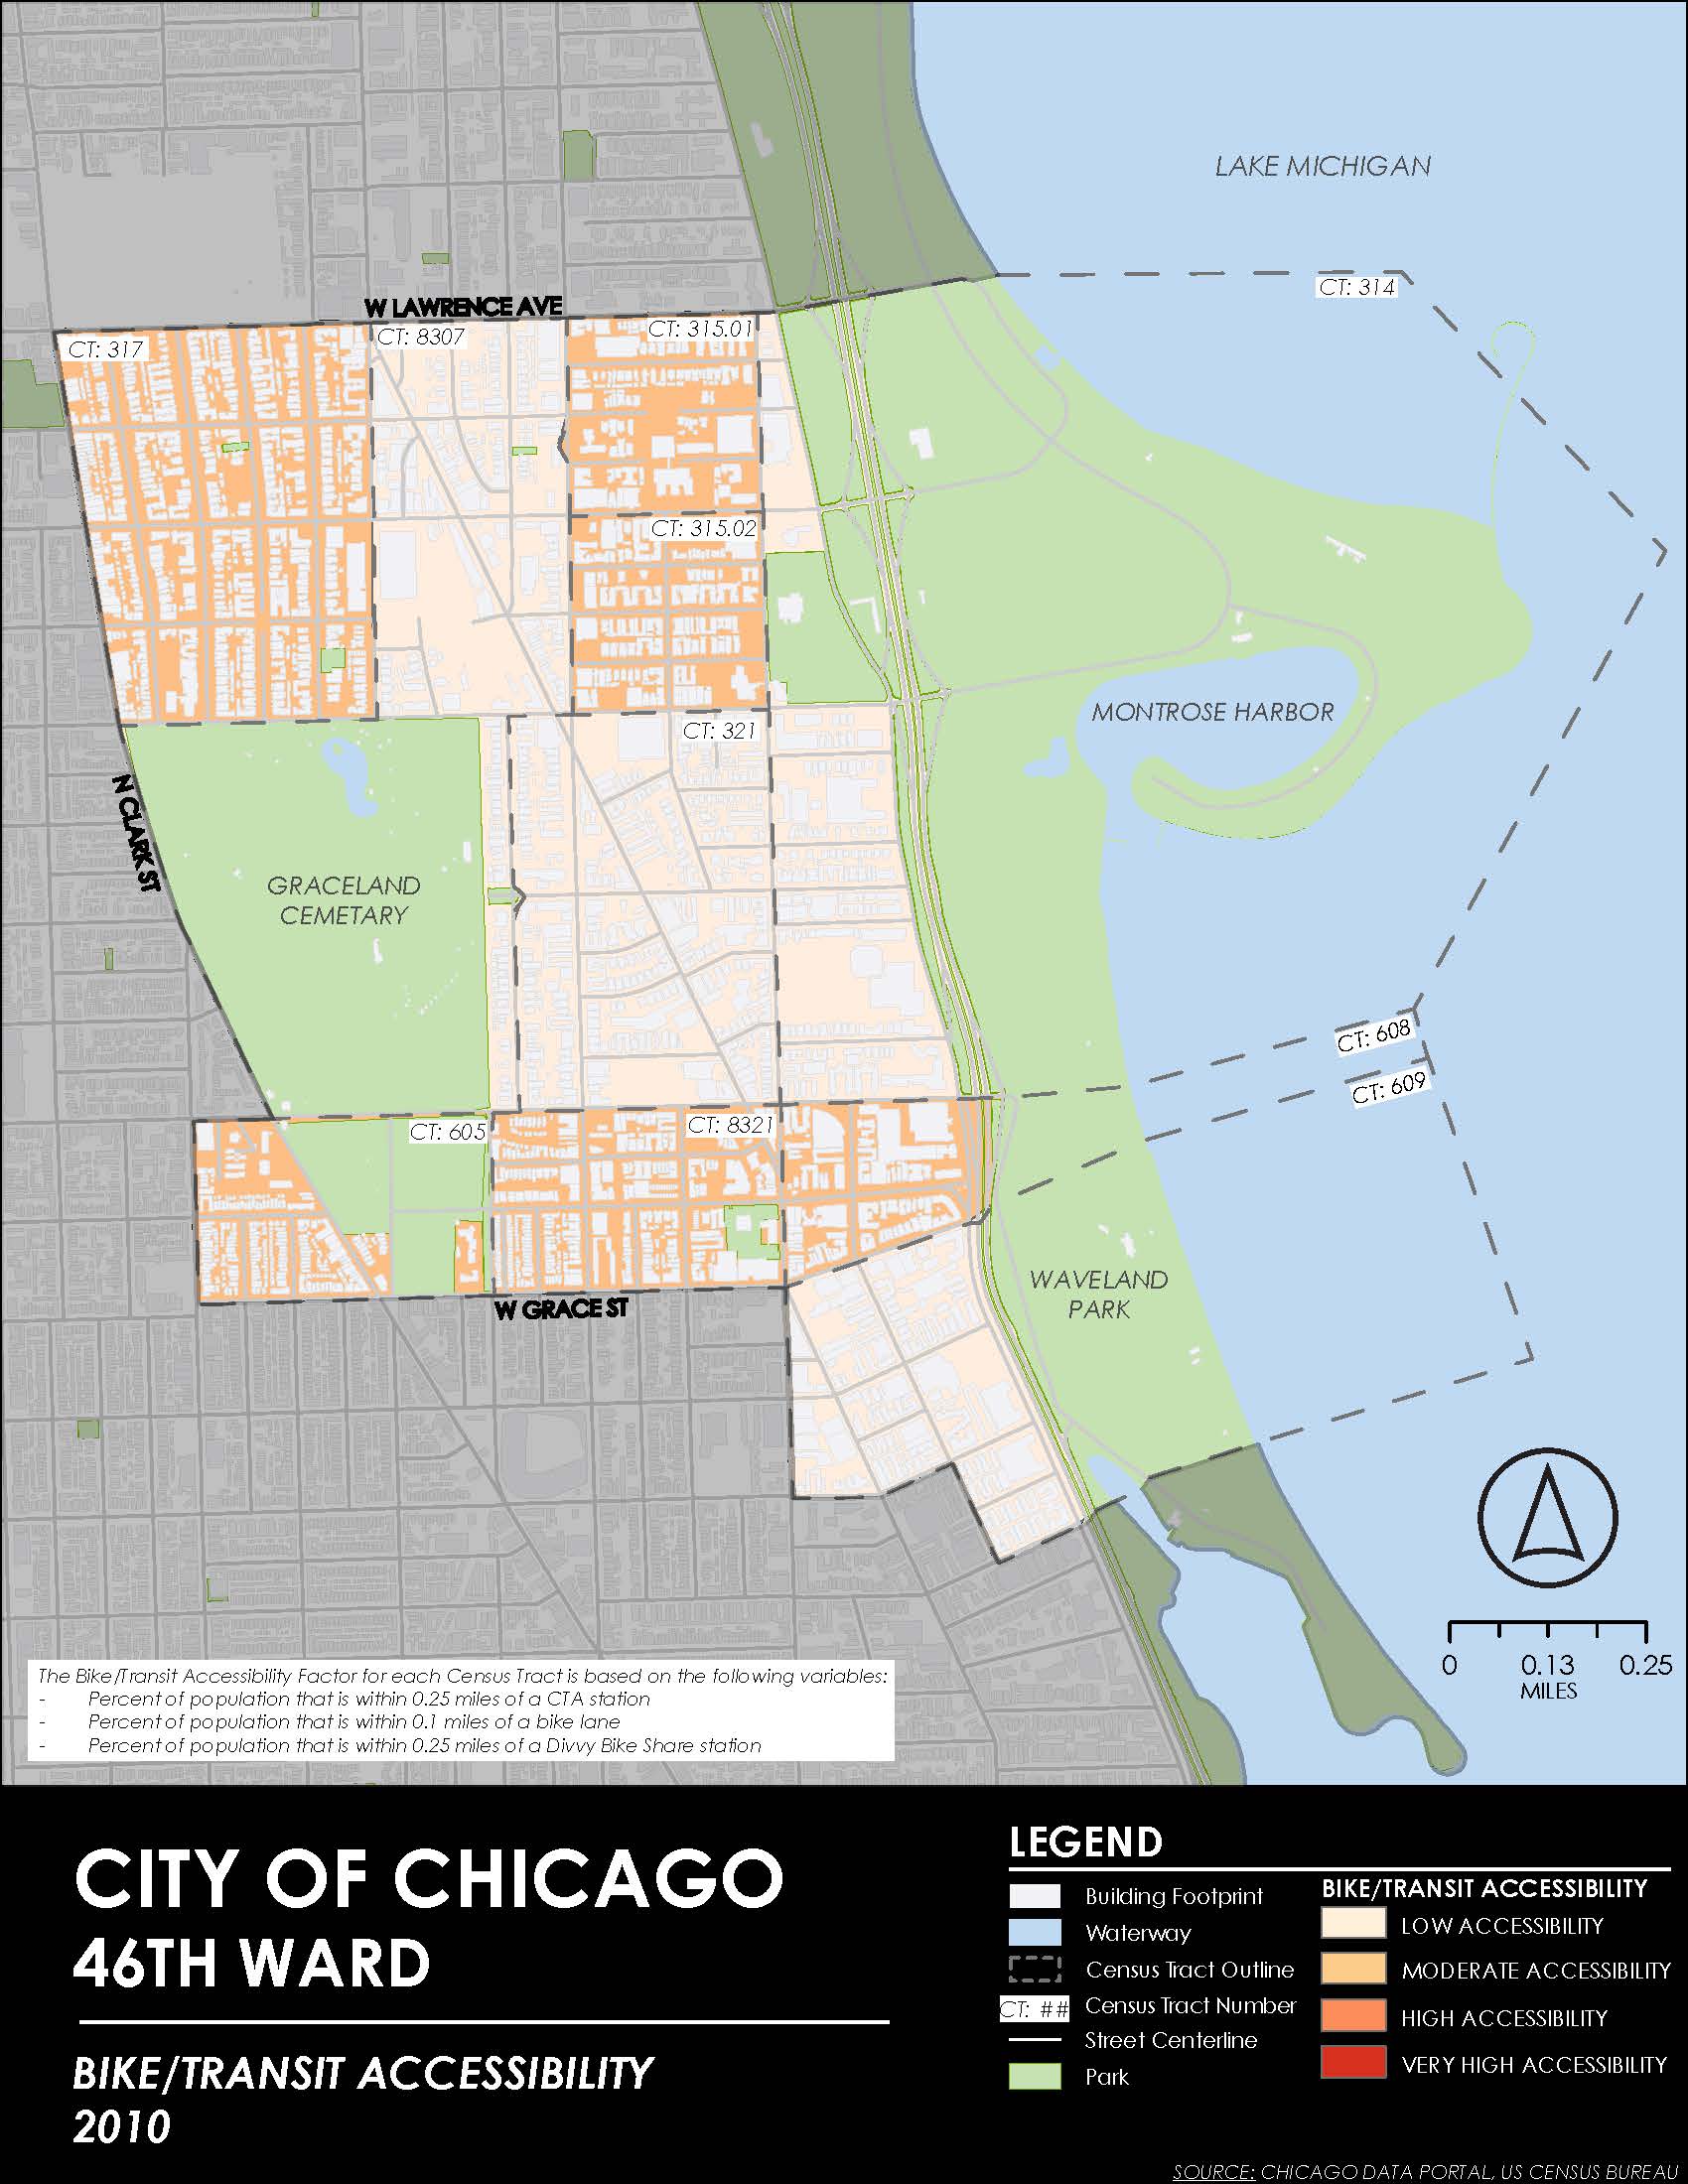 LAKE MICHIGAN
CT: 314
W LAWRENCE AVE
CT: 317
CT: 8307
CT: 315.01
CT: 315.02
MONTROSE HARBOR
CT: 321
N CLARK ST
GRACELAND
CEMETARY
CT: 608
CT: 609
CT: 605
CT: 8321
WAVELAND
PARK
W GRACE ST
0 0.13 0.25
MILES
The Bike/Transit Accessibility Factor for each Census Tract is based on the following variables:
- Percent of population that is within 0.25 miles of a CTA station
- Percent of population that is within 0.1 miles of a bike lane
- Percent of population that is within 0.25 miles of a Divvy Bike Share station
CITY OF CHICAGO
46TH WARD
BIKE/TRANSIT ACCESSIBILITY
2010
LEGEND
Building Footprint
Waterway
Census Tract Outline
CT: ## Census Tract Number
Street Centerline
Park
BIKE/TRANSIT ACCESSIBILITY
LOW ACCESSIBILITY
MODERATE ACCESSIBILITY
HIGH ACCESSIBILITY
VERY HIGH ACCESSIBILITY
SOURCE: CHICAGO DATA PORTAL, US CENSUS BUREAU